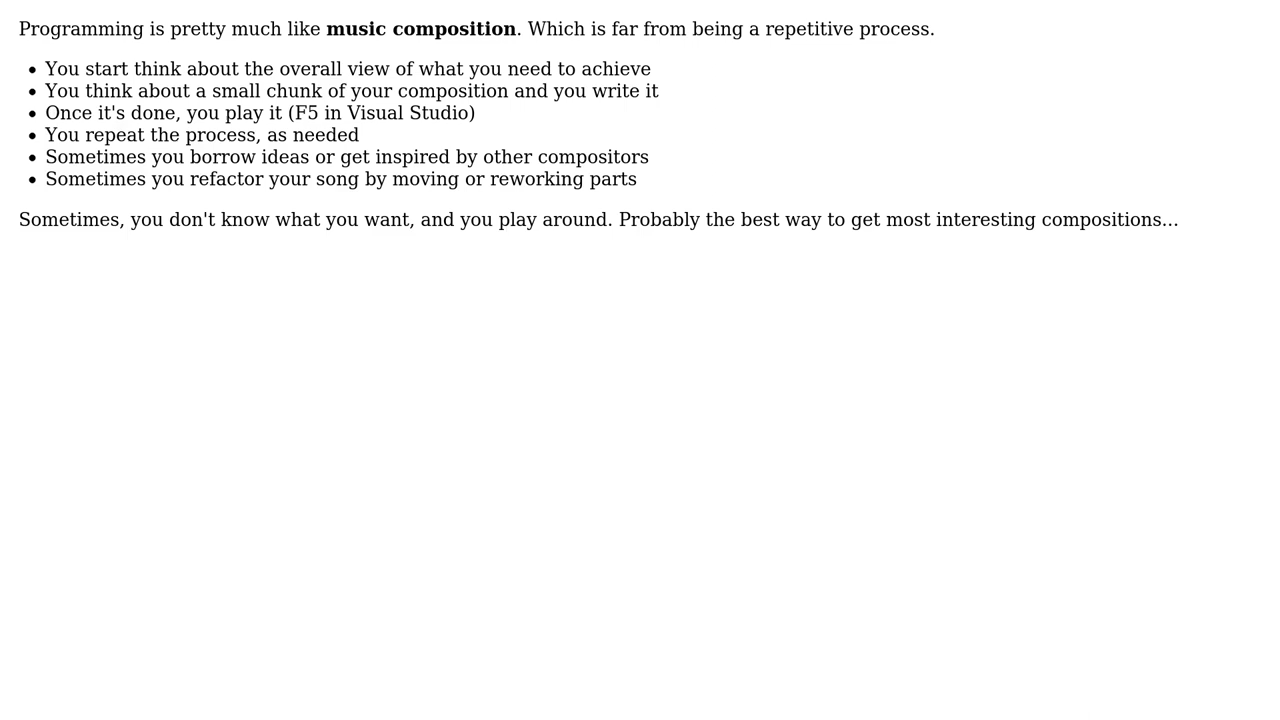 Programming is pretty much like music composition. Which is far from being a repetitive process.
• You start think about the overall view of what you need to achieve
• You think about a small chunk of your composition and you write it
• Once it's done, you play it (F5 in Visual Studio)
• You repeat the process, as needed
• Sometimes you borrow ideas or get inspired by other compositors
• Sometimes you refactor your song by moving or reworking parts
Sometimes, you don't know what you want, and you play around. Probably the best way to get most interesting compositions...